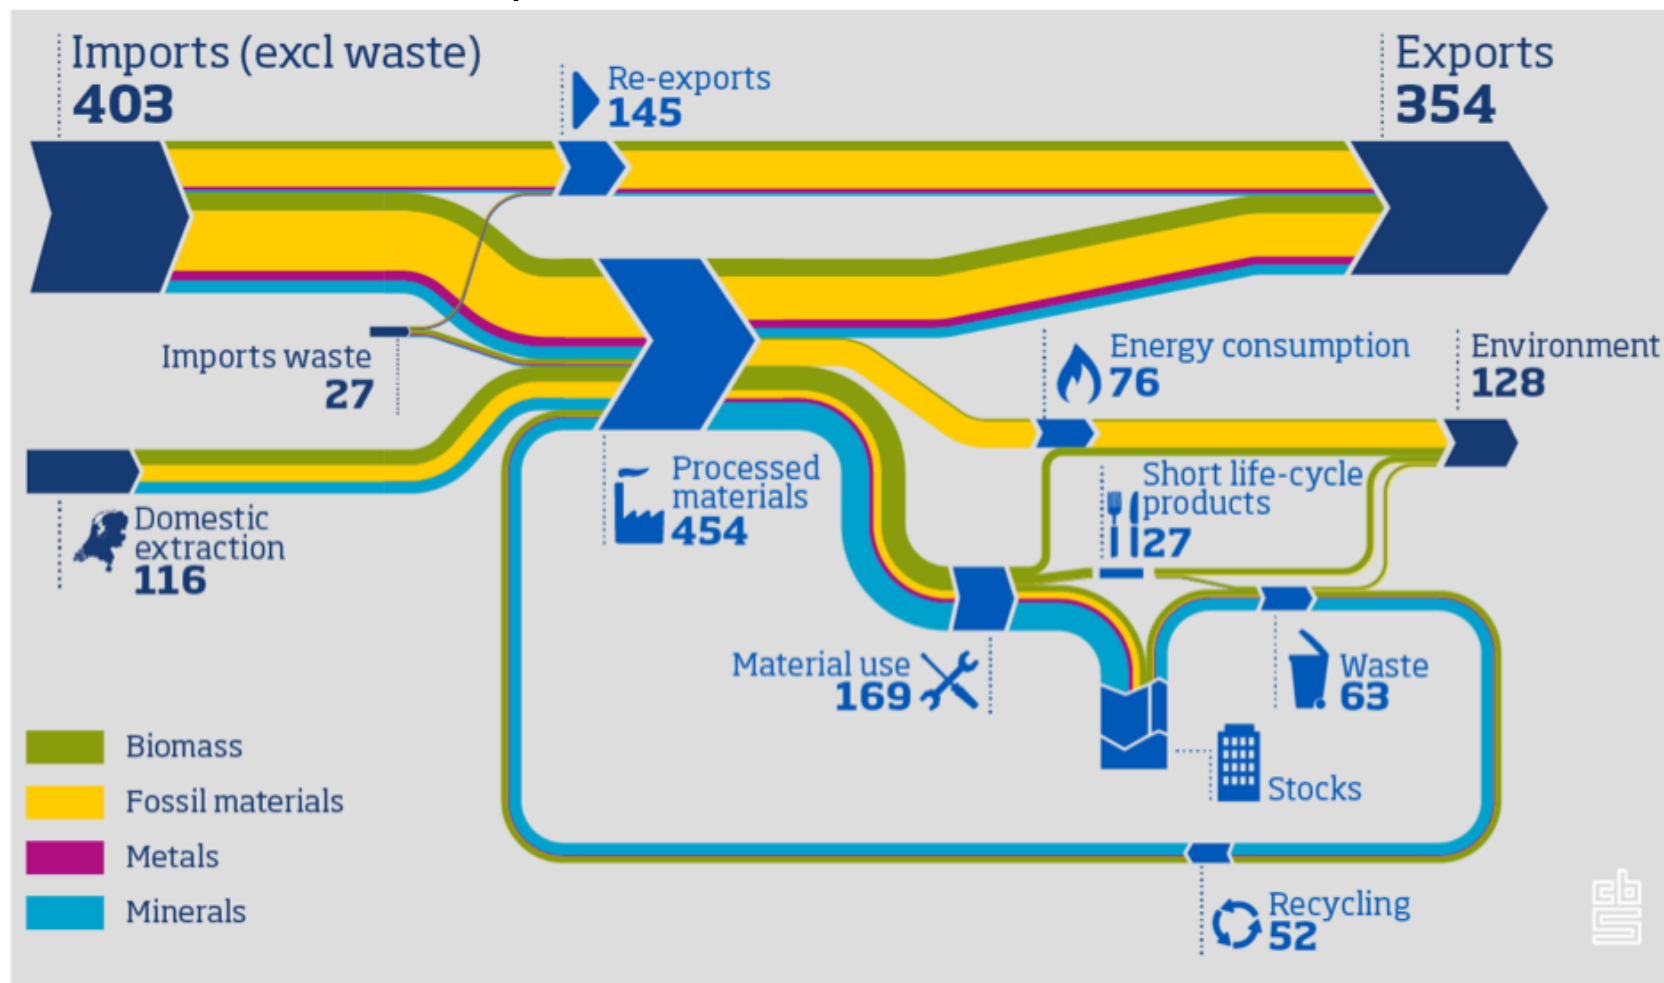 Imports (excl waste)
403
Re-exports
145
Exports
354
Imports waste
27
Energy consumption
76
Environment
128
Domestic
extraction
116
Processed
materials
454
Short life-cycle
products
27
Material use
169
Waste
63
Stocks
Biomass
Fossil materials
Metals
Minerals
Recycling
52
cbs